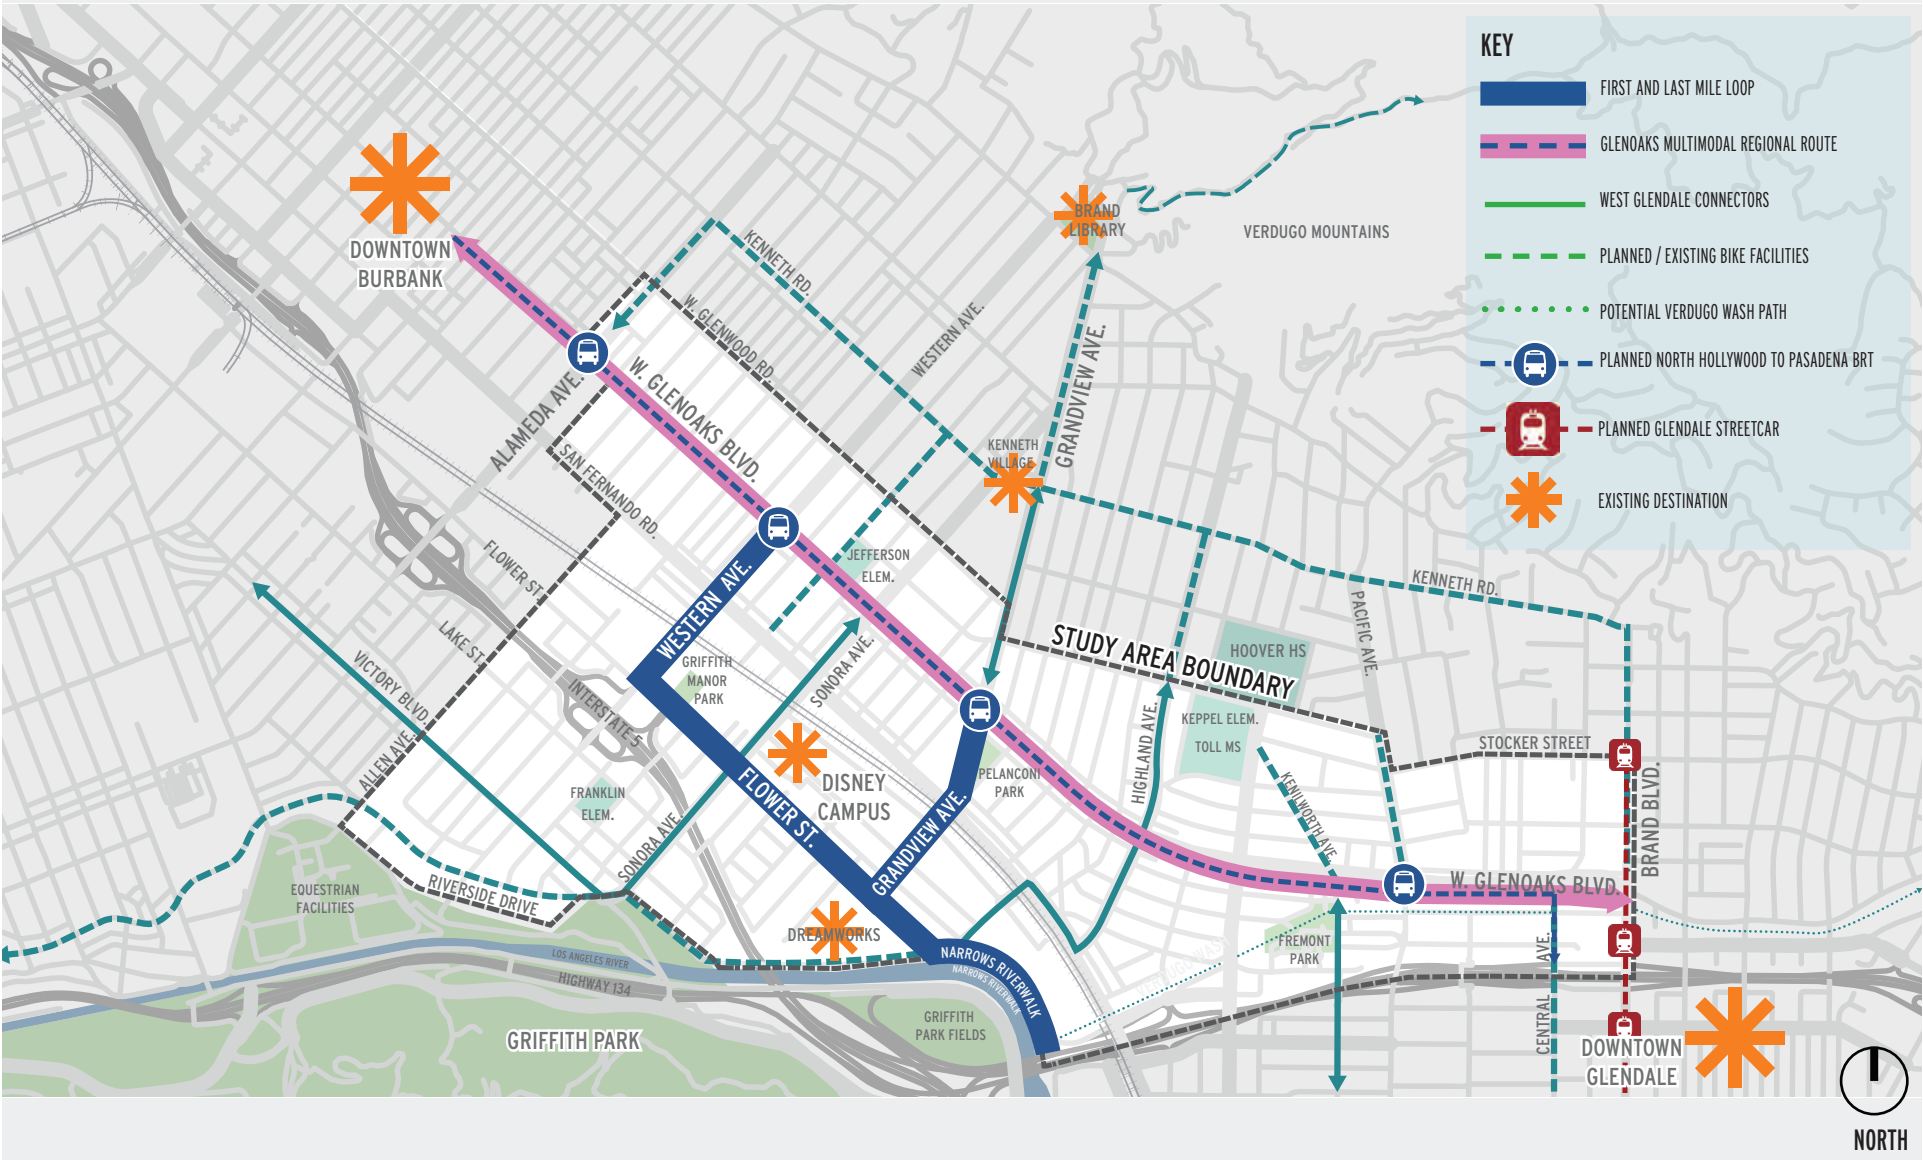 KEY
FIRST AND LAST MILE LOOP
GLENOAKS MULTIMODAL REGIONAL ROUTE
WEST GLENDALE CONNECTORS
PLANNED / EXISTING BIKE FACILITIES
POTENTIAL VERDUGO WASH PATH
PLANNED NORTH HOLLYWOOD TO PASADENA BRT
PLANNED GLENDALE STREETCAR
EXISTING DESTINATION
DOWNTOWN
BURBANK
BRAND
LIBRARY
VERDUGO MOUNTAINS
KENNETH RD.
W. GLENWOOD RD.
WESTERN AVE.
GRANDVIEW AVE.
ALAMEDA AVE.
W. GLENOAKS BLVD.
KENNETH
VILLAGE
SAN FERNANDO RD.
FLOWER ST.
JEFFERSON
ELEM.
KENNETH RD.
PACIFIC AVE.
WESTERN AVE.
LAKE ST.
VICTORY BLVD.
INTERSTATE 5
GRIFFITH
MANOR
PARK
SONORA AVE.
STUDY AREA BOUNDARY
HOOVER HS
KEPPEL ELEM.
TOLL MS
HIGHLAND AVE.
STOCKER STREET
ALLEN AVE.
FRANKLIN
ELEM.
FLOWER ST.
DISNEY
CAMPUS
PELANCONI
PARK
GRANDVIEW AVE.
KENILWORTH AVE.
BRAND BLVD.
SONORA AVE.
W. GLENOAKS BLVD.
EQUESTRIAN
FACILITIES
RIVERSIDE DRIVE
DREAMWORKS
NARROWS RIVERWALK
NARROWS RIVERWALK
VERDUGO WASH
FREMONT
PARK
LOS ANGELES RIVER
HIGHWAY 134
GRIFFITH PARK
GRIFFITH
PARK FIELDS
CENTRAL AVE.
DOWNTOWN
GLENDALE
NORTH